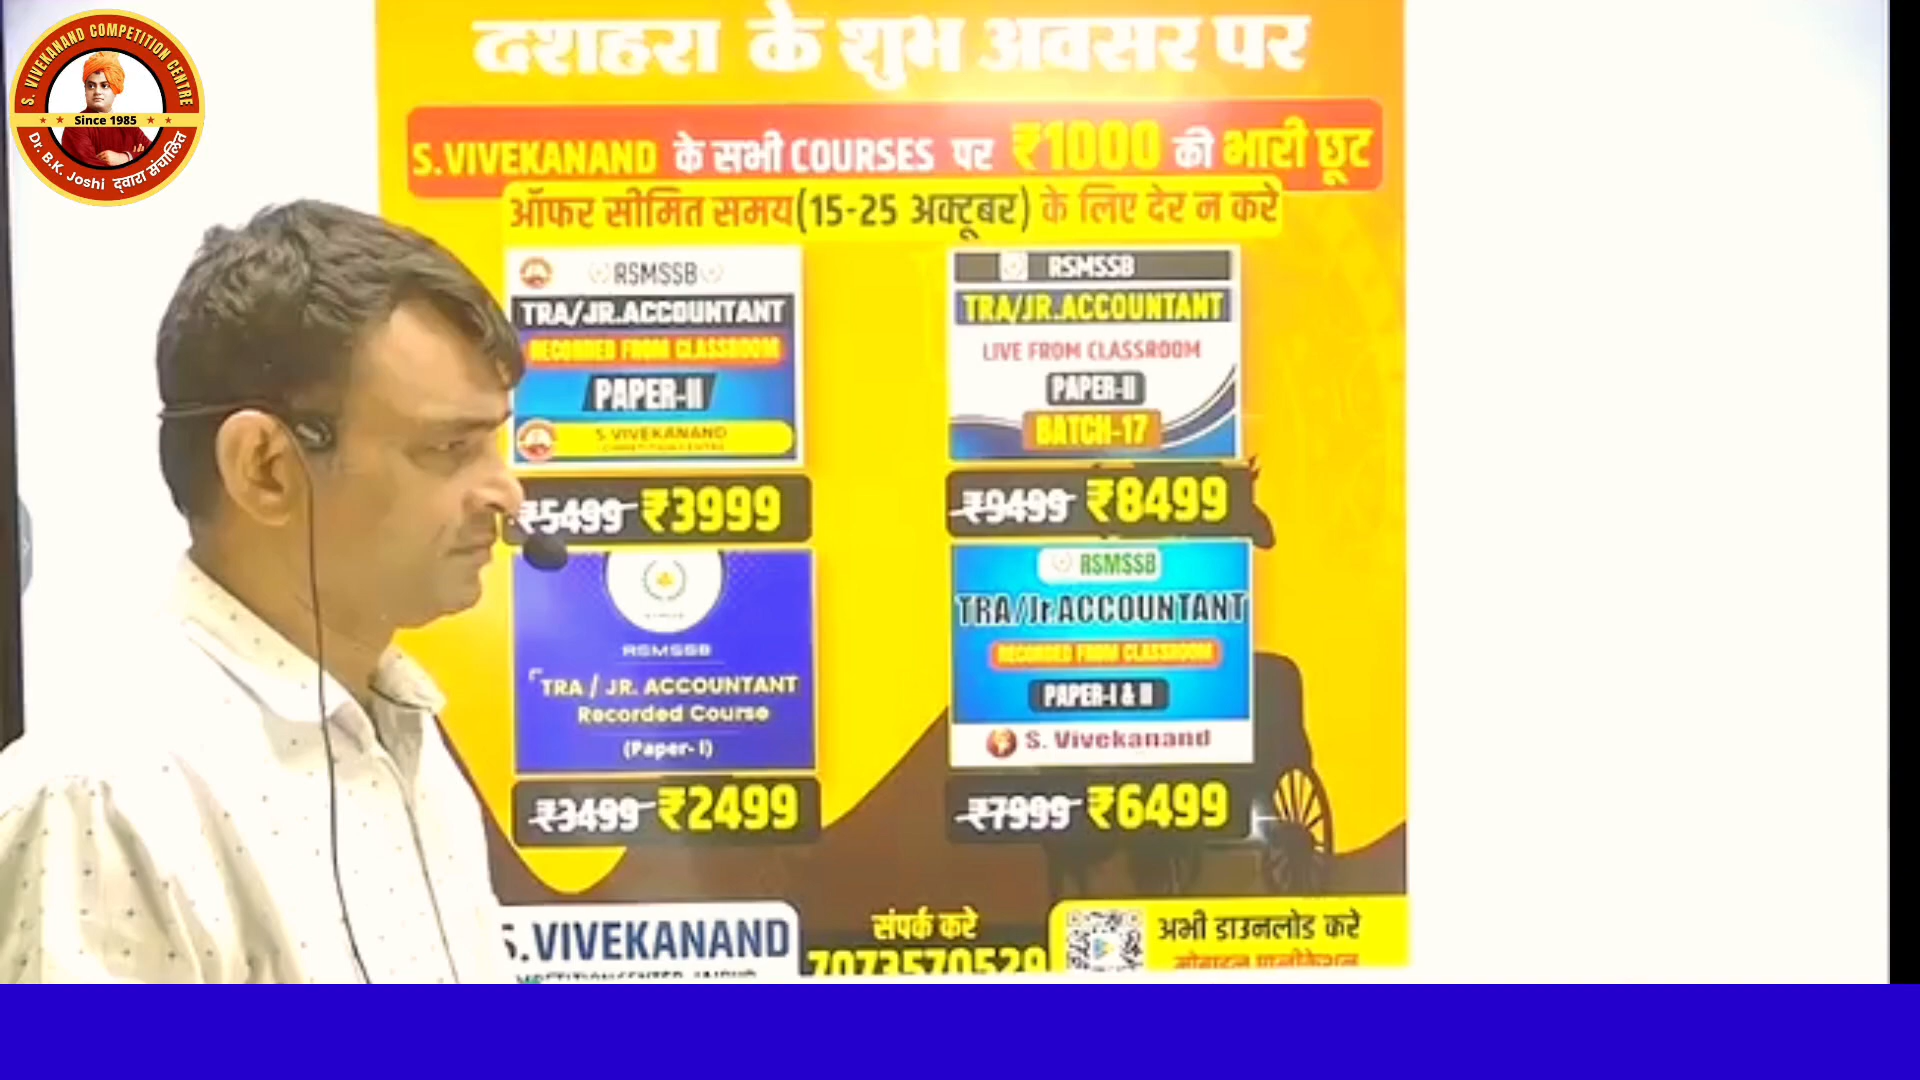 S. VIVEKANAND COMPETITION CENTRE
Since 1985
Dr. B.K. Joshi द्वारा संचालित
दशहरा के शुभ अवसर पर
S.VIVEKANAND के सभी COURSES पर ₹1000 की भारी छूट
ऑफर सीमित समय(15-25 अक्टूबर) के लिए देर न करे
RSMSSB
TRA/JR.ACCOUNTANT
RECORDED FROM CLASSROOM
PAPER-II
S.VIVEKANAND
₹5499 ₹3999
RSMSSB
TRA/JR.ACCOUNTANT
LIVE FROM CLASSROOM
PAPER-II
BATCH-17
₹9499 ₹8499
RSMSSB
TRA / JR. ACCOUNTANT
Recorded Course
(Paper- I)
₹3499 ₹2499
RSMSSB
TRA/Jr.ACCOUNTANT
RECORDED FROM CLASSROOM
PAPER-I & II
S. Vivekanand
₹7999 ₹6499
S.VIVEKANAND
संपर्क करे
7073570529
अभी डाउनलोड करे